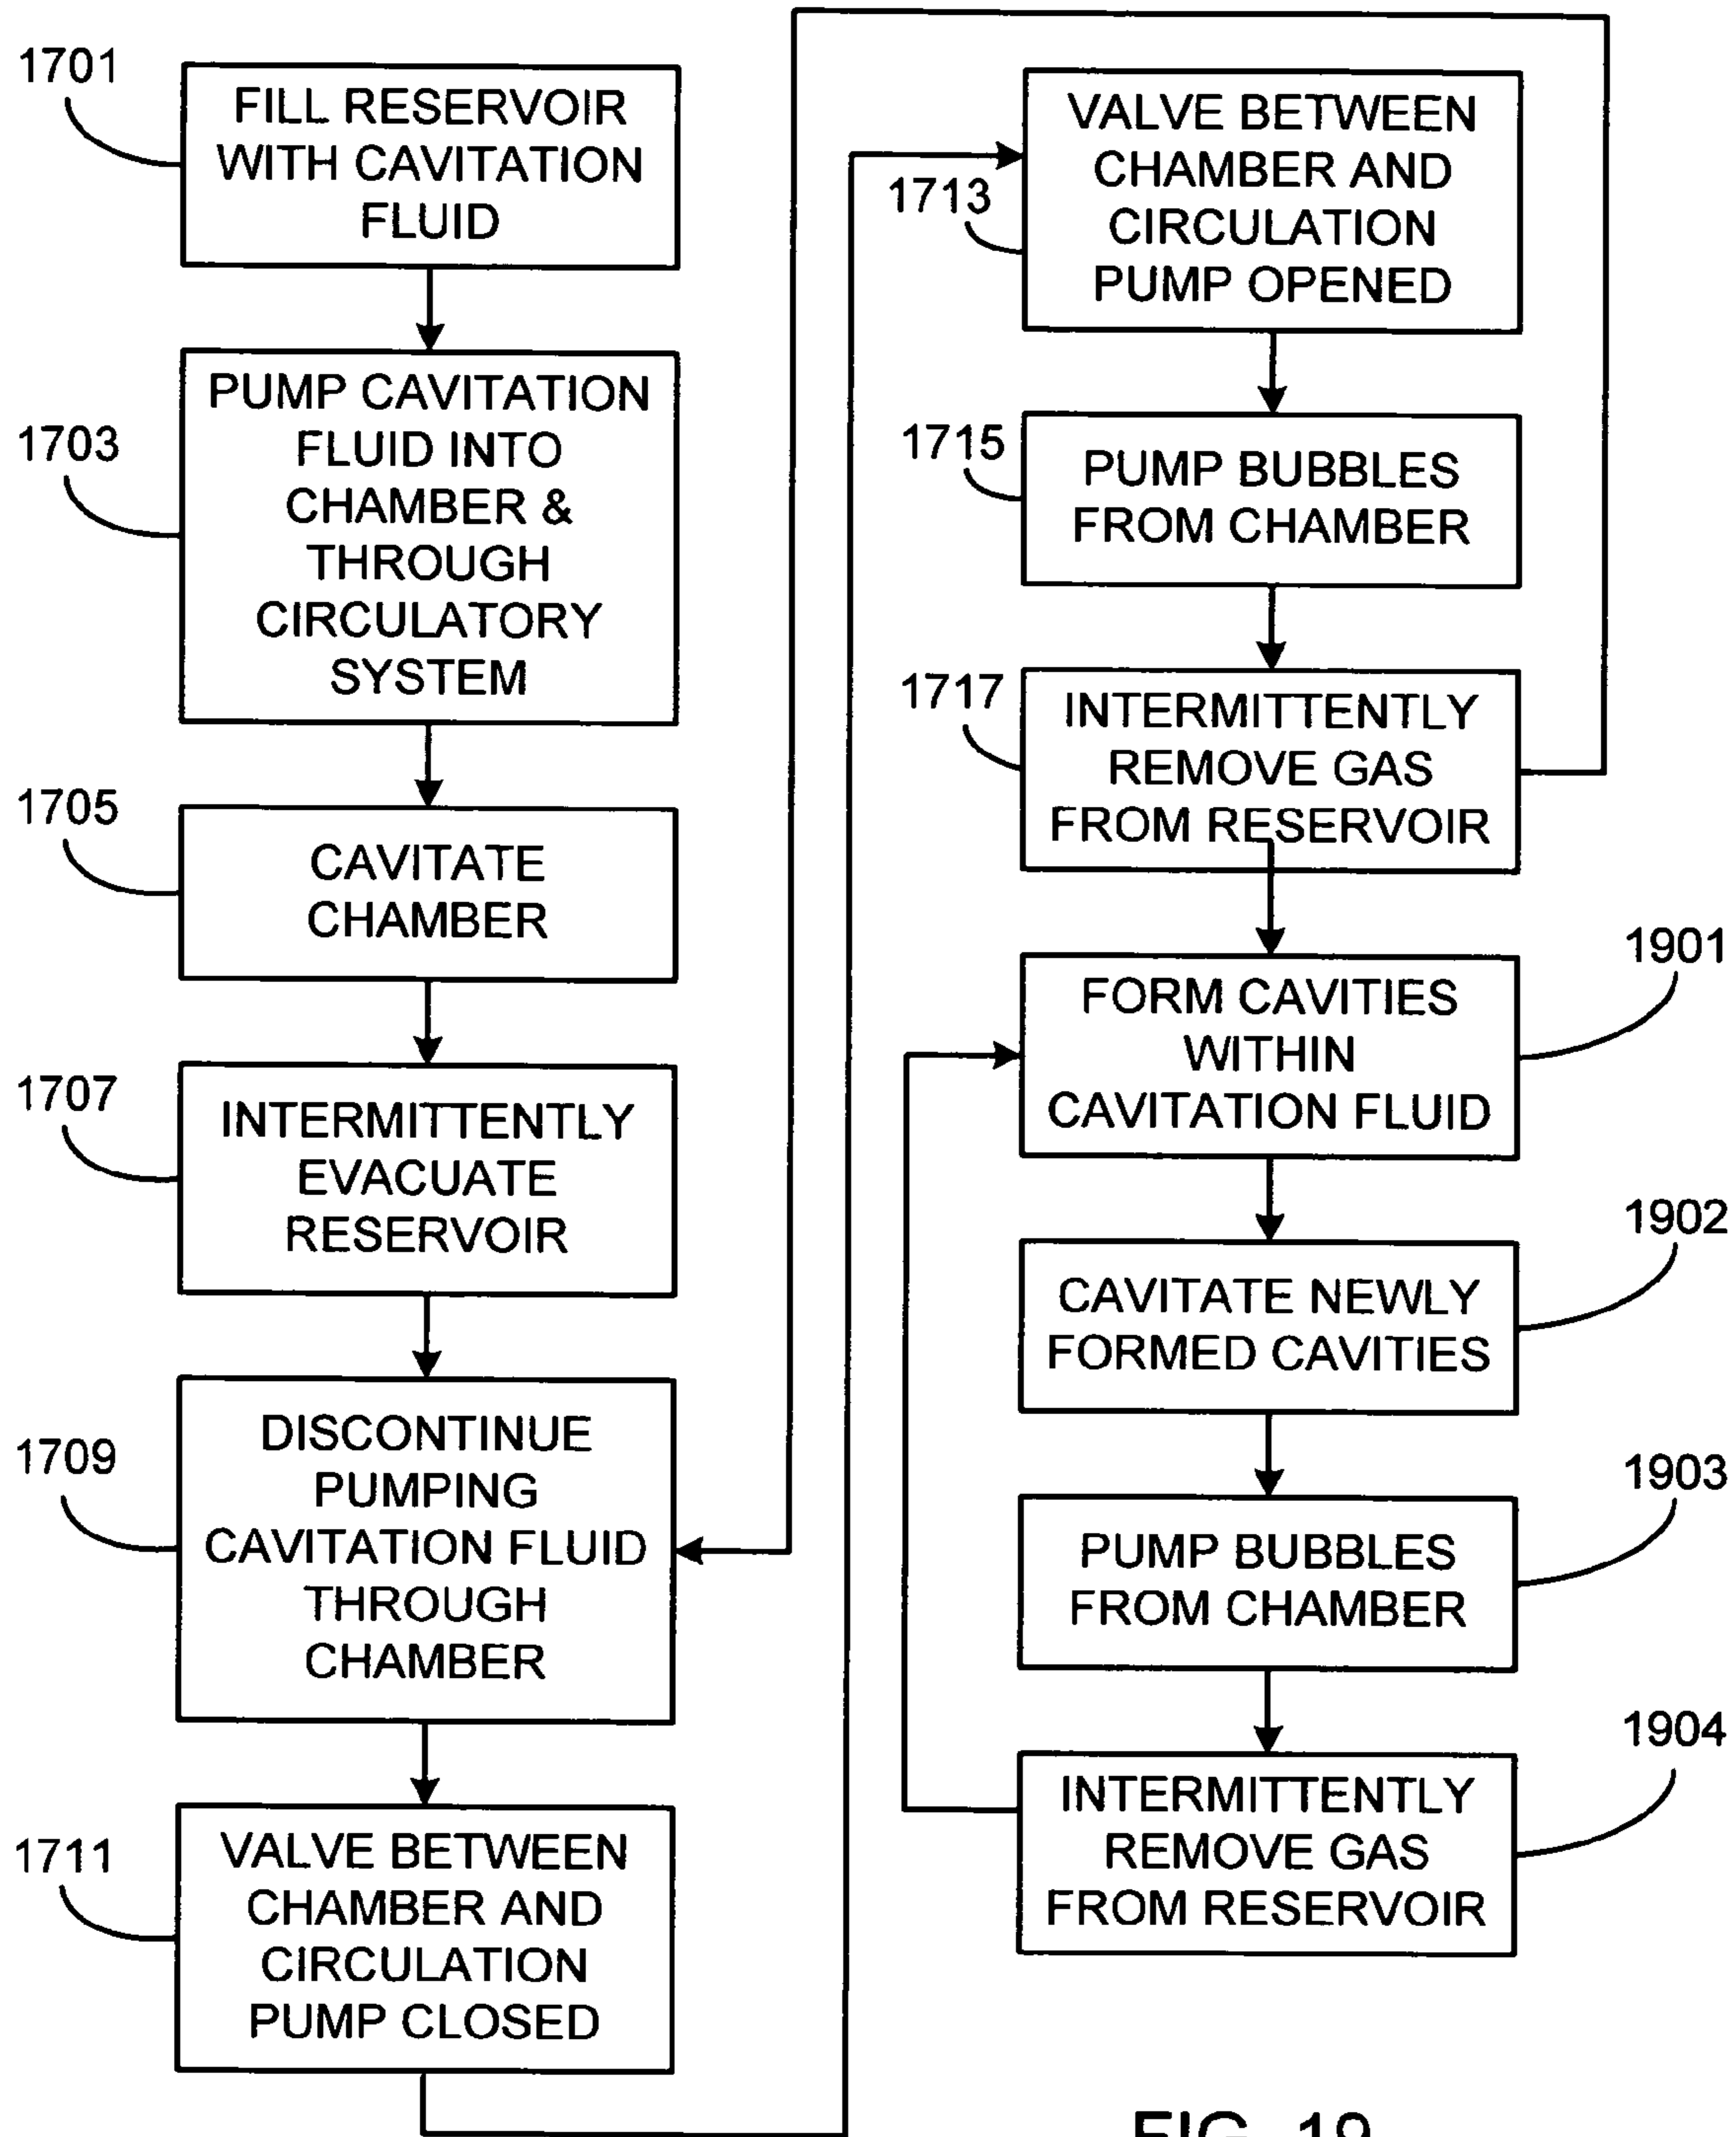 1701
FILL RESERVOIR
WITH CAVITATION
FLUID
1703
PUMP CAVITATION
FLUID INTO
CHAMBER &
THROUGH
CIRCULATORY
SYSTEM
1705
CAVITATE
CHAMBER
1707
INTERMITTENTLY
EVACUATE
RESERVOIR
1709
DISCONTINUE
PUMPING
CAVITATION FLUID
THROUGH
CHAMBER
1711
VALVE BETWEEN
CHAMBER AND
CIRCULATION
PUMP CLOSED
1713
VALVE BETWEEN
CHAMBER AND
CIRCULATION
PUMP OPENED
1715
PUMP BUBBLES
FROM CHAMBER
1717
INTERMITTENTLY
REMOVE GAS
FROM RESERVOIR
1901
FORM CAVITIES
WITHIN
CAVITATION FLUID
1902
CAVITATE NEWLY
FORMED CAVITIES
1903
PUMP BUBBLES
FROM CHAMBER
1904
INTERMITTENTLY
REMOVE GAS
FROM RESERVOIR
FIG. 19